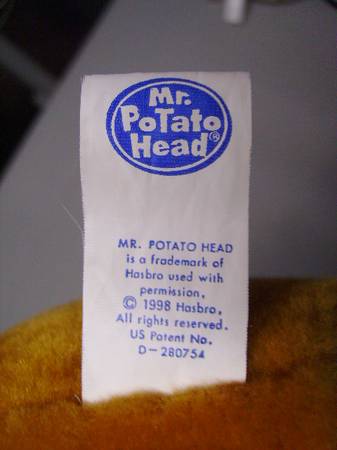 Mr.
PoTato
Head®
MR. POTATO HEAD
is a trademark of
Hasbro used with
permission.
© 1998 Hasbro.
All rights reserved.
US Patent No.
D-280754